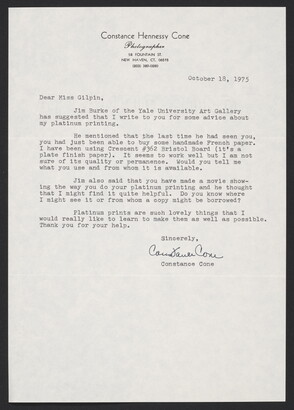 Constance Hennessy Cone
Photographer
58 FOUNTAIN ST.
NEW HAVEN, CT. 06515
October 18, 1975
Dear Miss Gilpin,
Jim Burke of the Yale University Art Gallery
has suggested that I write to you for some advice about
my platinum printing.
He mentioned that the last time he had seen you,
you had just been able to buy some handmade French paper.
I have been using Crescent #362 Bristol Board (it's a
plate finish paper). It seems to work well but I am not
sure of its quality or permanence. Would you tell me
what you use and from whom it is available.
Jim also said that you have made a movie show-
ing the way you do your platinum printing and he thought
that I might find it quite helpful. Do you know where
I might see it or from whom a copy might be borrowed?
Platinum prints are such lovely things that I
would really like to learn to make them as well as possible.
Thank you for your help.
Sincerely,
Constance Cone
Constance Cone